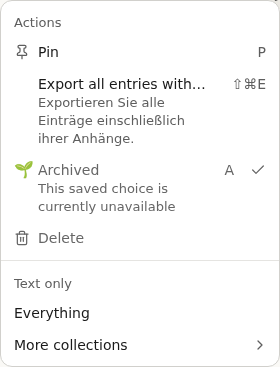 Actions
Pin P
Export all entries with… ⇧⌘E
Exportieren Sie alle
Einträge einschließlich
ihrer Anhänge.
Archived A
This saved choice is
currently unavailable
Delete
Text only
Everything
More collections